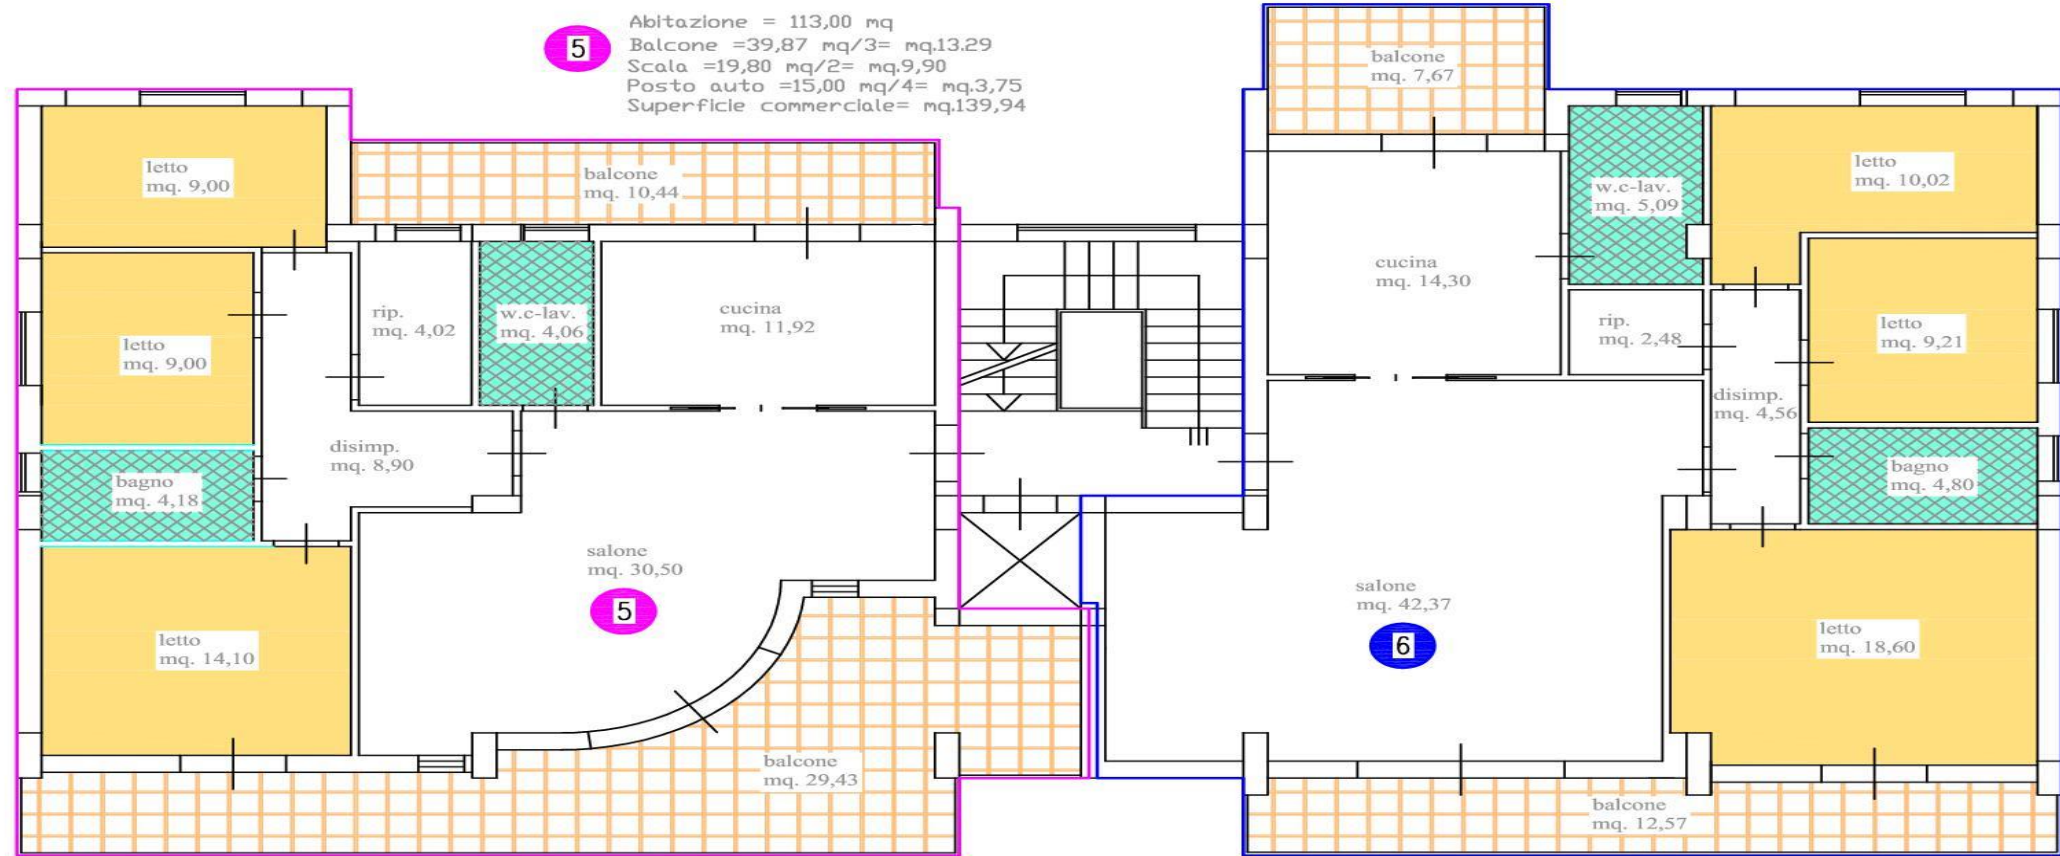 5
Abitazione = 113,00 mq
Balcone =39,87 mq/3= mq.13.29
Scala =19,80 mq/2= mq.9,90
Posto auto =15,00 mq/4= mq.3,75
Superficie commerciale= mq.139,94
letto
mq. 9,00
balcone
mq. 10,44
letto
mq. 9,00
rip.
mq. 4,02
w.c-lav.
mq. 4,06
cucina
mq. 11,92
disimp.
mq. 8,90
bagno
mq. 4,18
salone
mq. 30,50
5
letto
mq. 14,10
balcone
mq. 29,43
balcone
mq. 7,67
w.c-lav.
mq. 5,09
letto
mq. 10,02
cucina
mq. 14,30
rip.
mq. 2,48
letto
mq. 9,21
disimp.
mq. 4,56
bagno
mq. 4,80
salone
mq. 42,37
6
letto
mq. 18,60
balcone
mq. 12,57